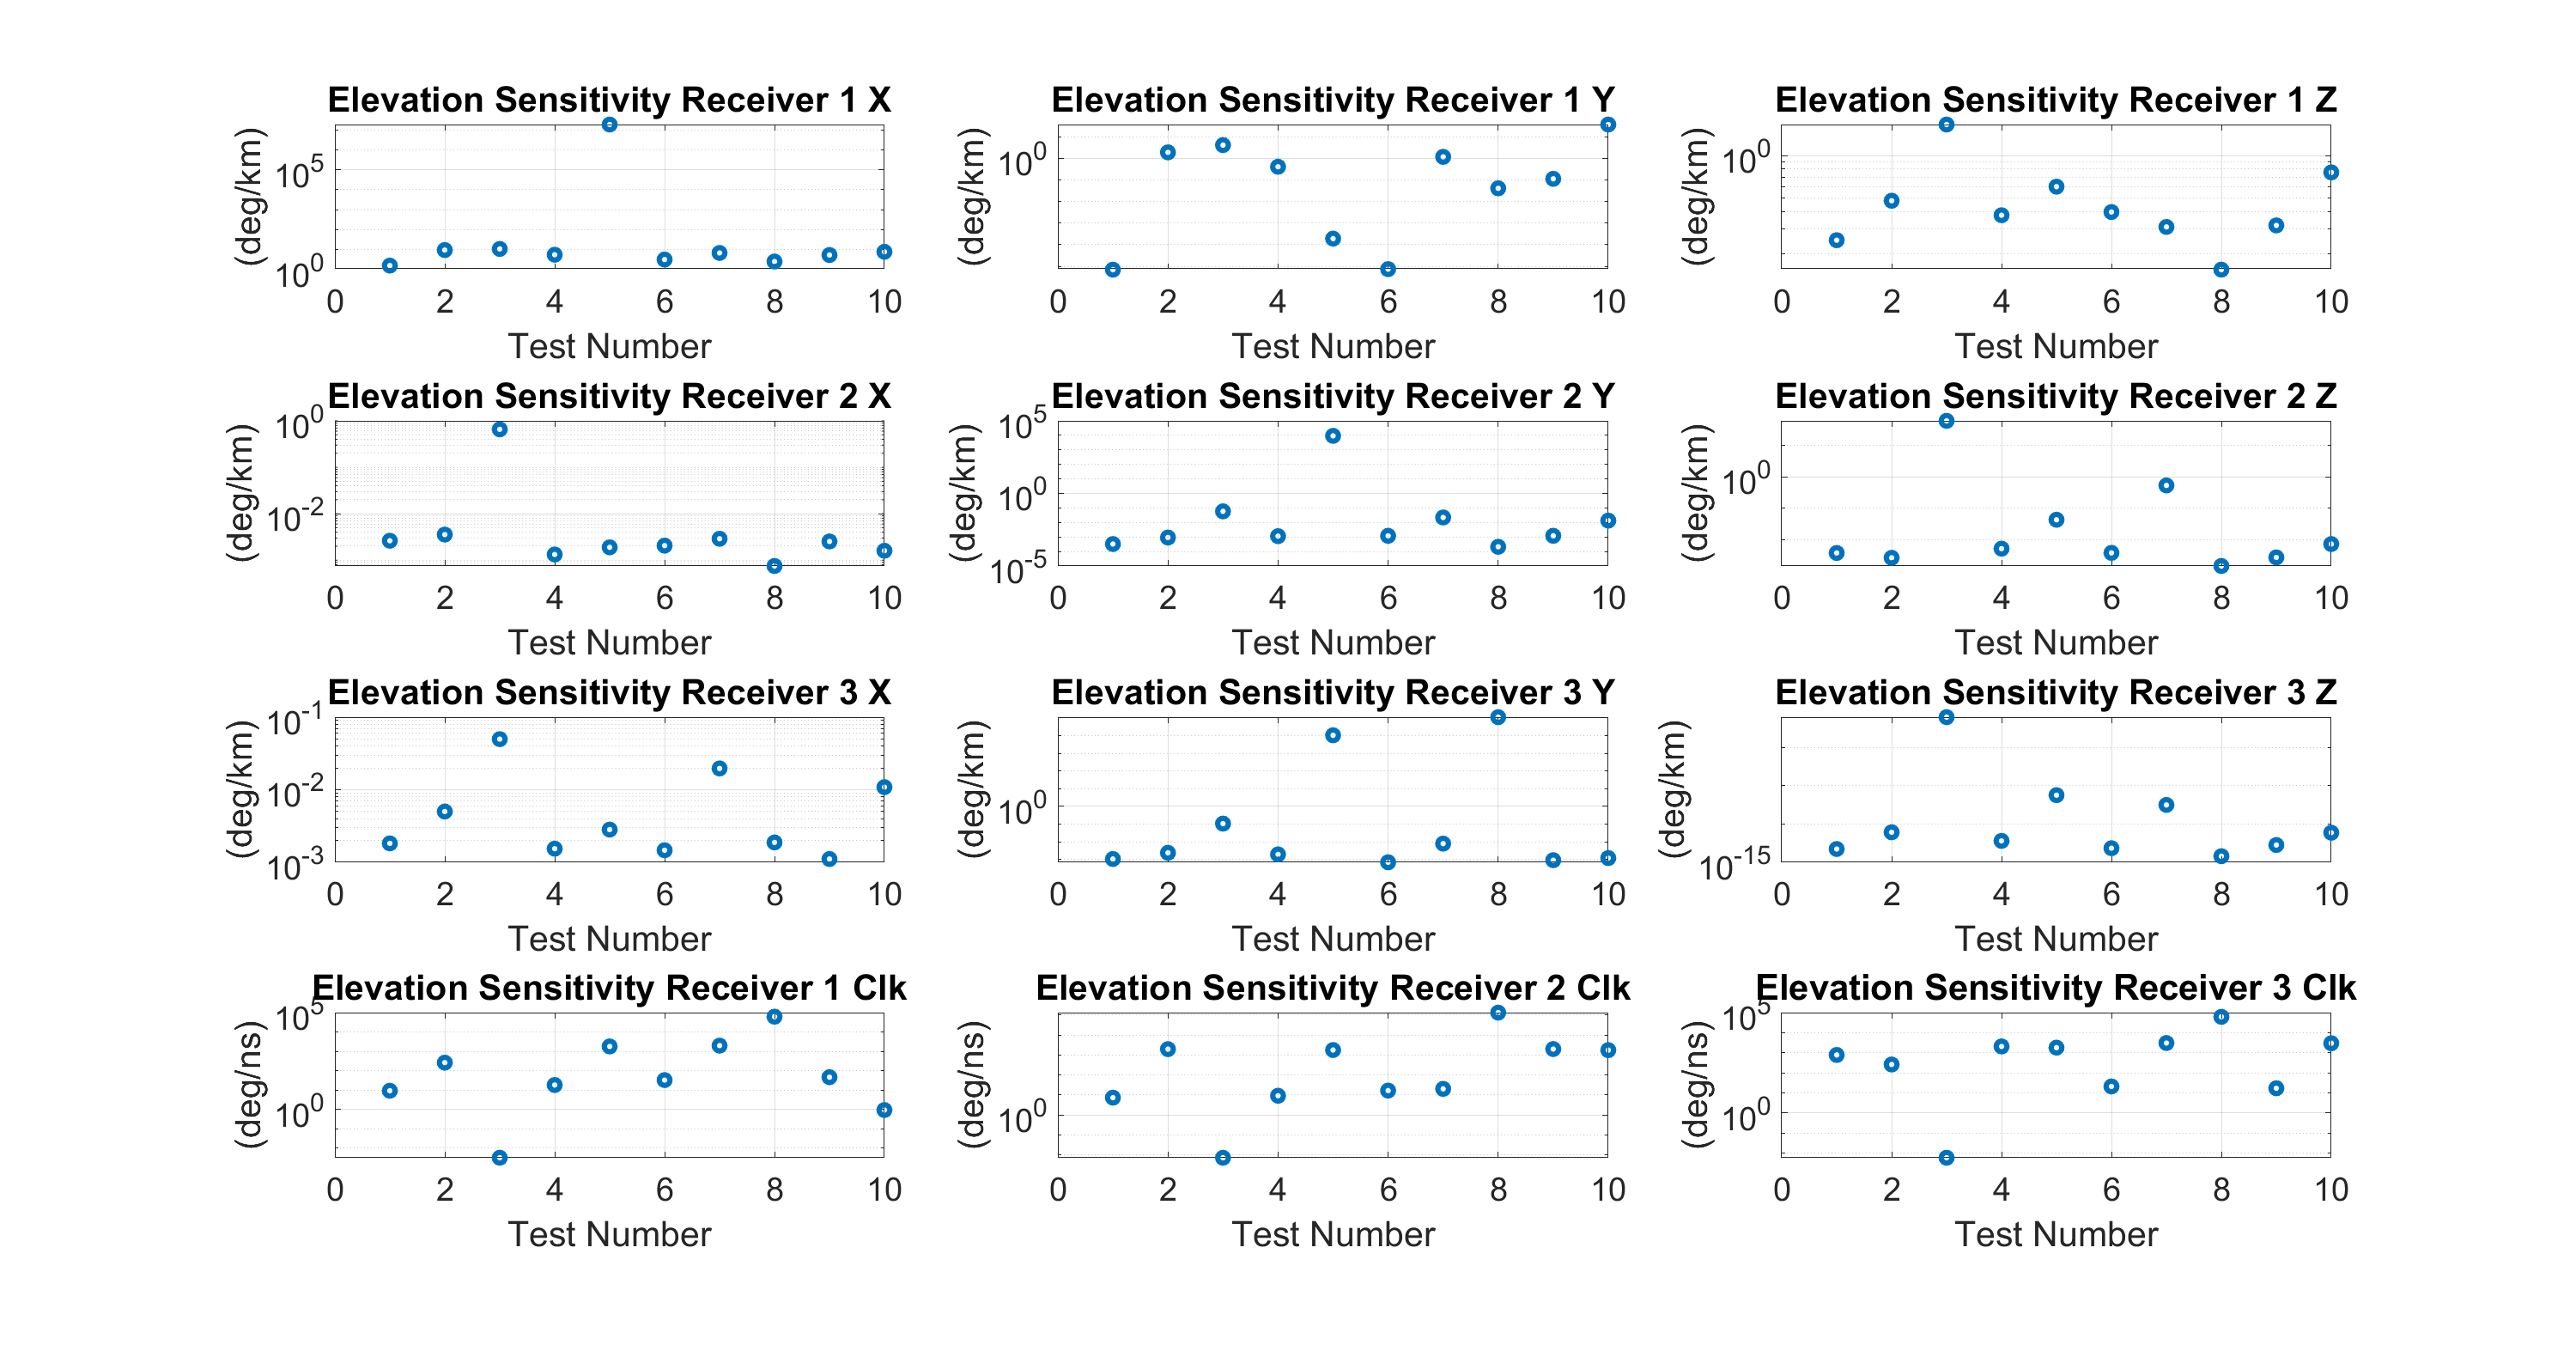 Elevation Sensitivity Receiver 1 X
(deg/km)
10^5
10^0
0 2 4 6 8 10
Test Number
Elevation Sensitivity Receiver 1 Y
(deg/km)
10^0
0 2 4 6 8 10
Test Number
Elevation Sensitivity Receiver 1 Z
(deg/km)
10^0
0 2 4 6 8 10
Test Number
Elevation Sensitivity Receiver 2 X
(deg/km)
10^0
10^-2
0 2 4 6 8 10
Test Number
Elevation Sensitivity Receiver 2 Y
(deg/km)
10^5
10^0
10^-5
0 2 4 6 8 10
Test Number
Elevation Sensitivity Receiver 2 Z
(deg/km)
10^0
0 2 4 6 8 10
Test Number
Elevation Sensitivity Receiver 3 X
(deg/km)
10^-1
10^-2
10^-3
0 2 4 6 8 10
Test Number
Elevation Sensitivity Receiver 3 Y
(deg/km)
10^0
0 2 4 6 8 10
Test Number
Elevation Sensitivity Receiver 3 Z
(deg/km)
10^-15
0 2 4 6 8 10
Test Number
Elevation Sensitivity Receiver 1 Clk
(deg/ns)
10^5
10^0
0 2 4 6 8 10
Test Number
Elevation Sensitivity Receiver 2 Clk
(deg/ns)
10^0
0 2 4 6 8 10
Test Number
Elevation Sensitivity Receiver 3 Clk
(deg/ns)
10^5
10^0
0 2 4 6 8 10
Test Number